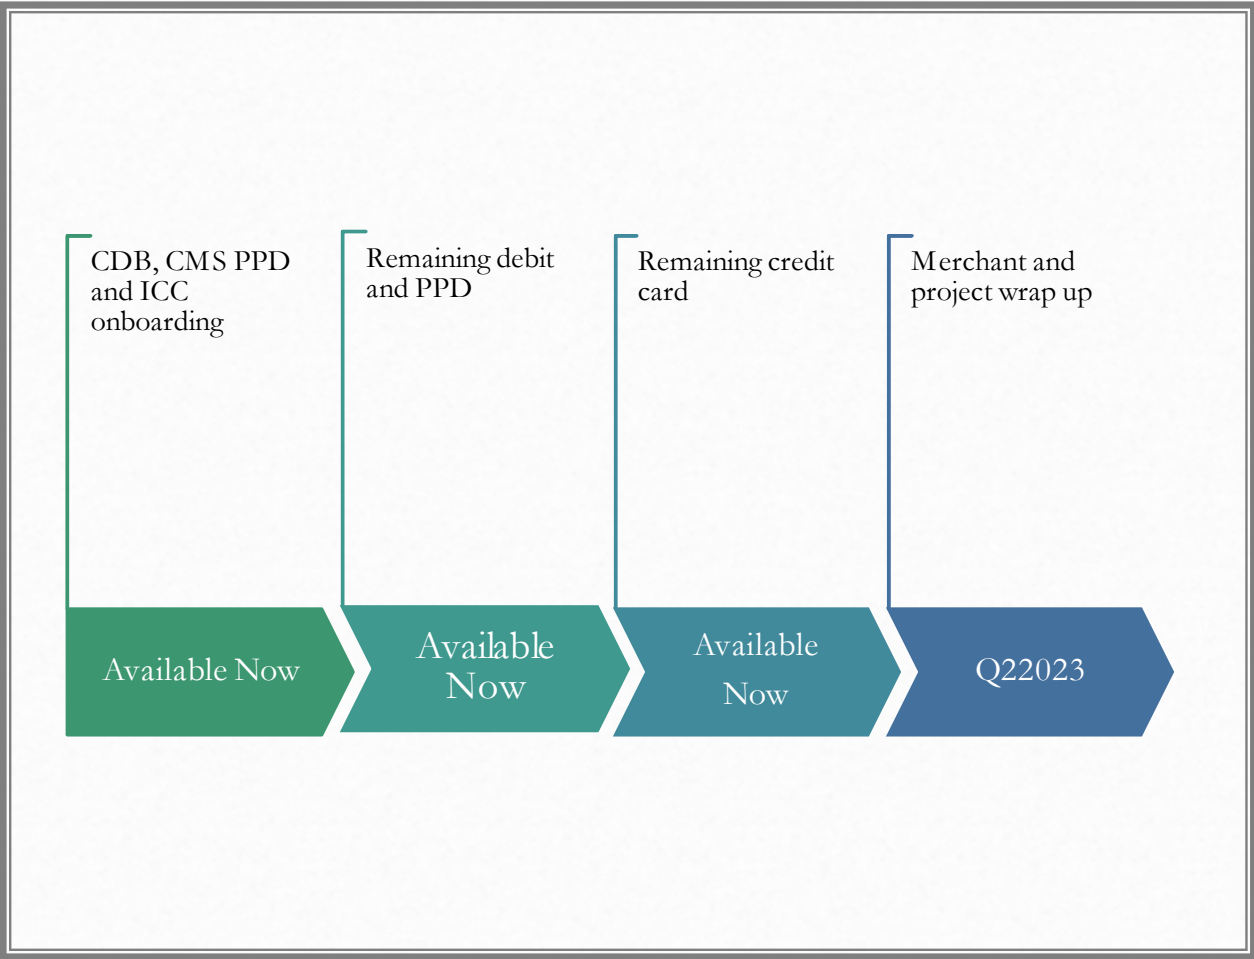 CDB, CMS PPD
and ICC
onboarding
Remaining debit
and PPD
Remaining credit
card
Merchant and
project wrap up
Available Now
Available
Now
Available
Now
Q22023